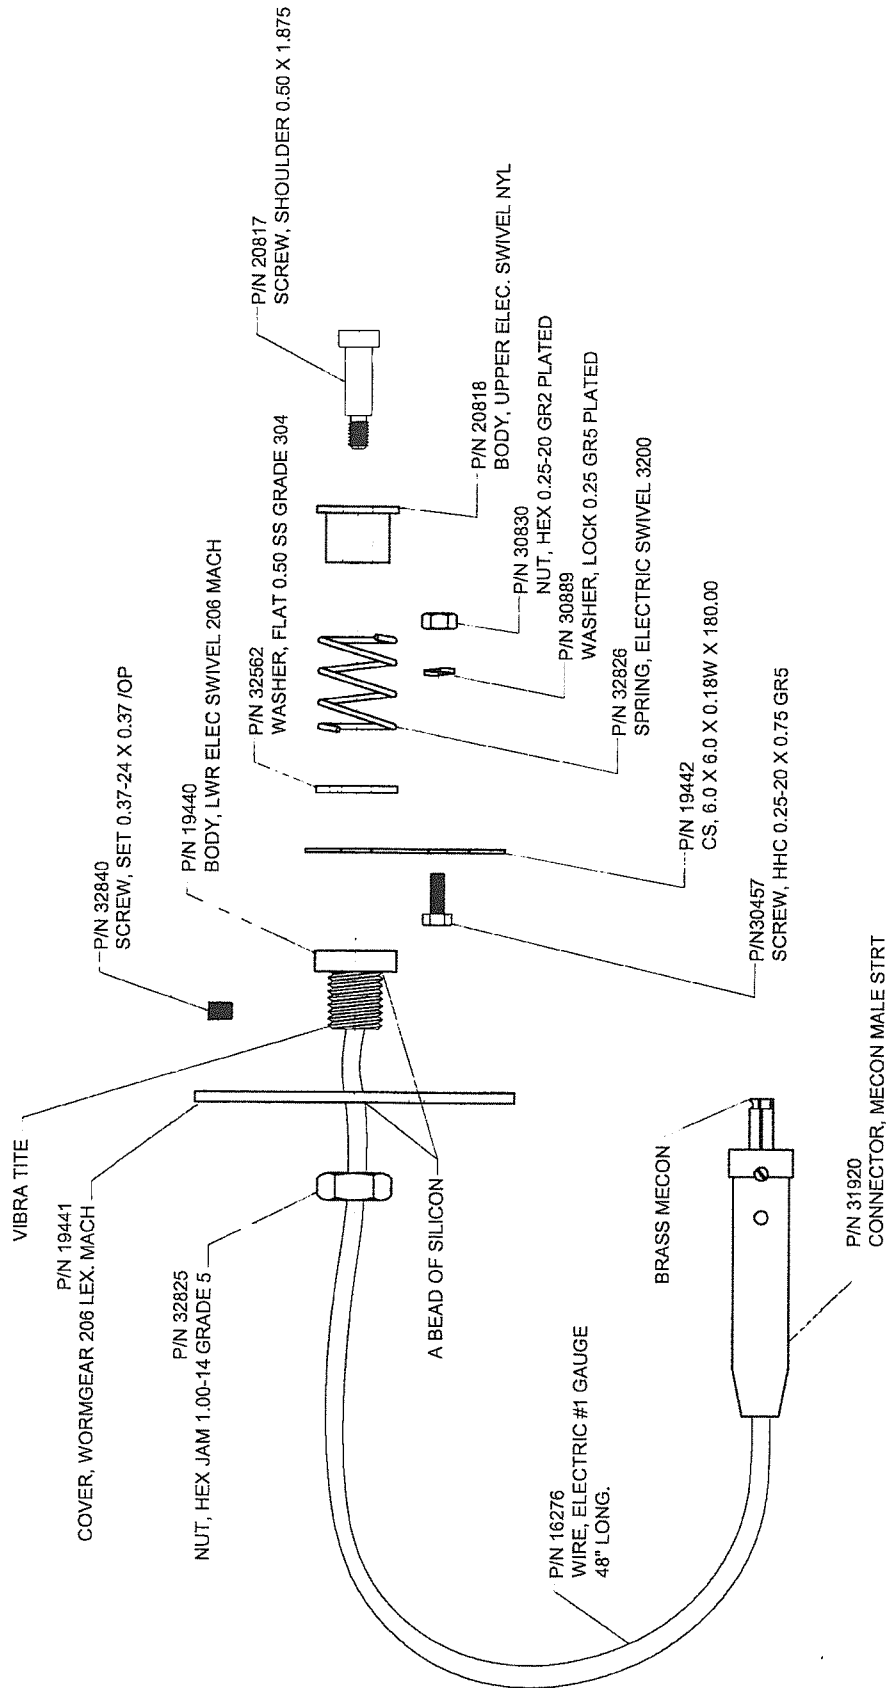 VIBRA TITE
P/N 19441
COVER, WORMGEAR 206 LEX. MACH
P/N 32825
NUT, HEX JAM 1.00-14 GRADE 5
A BEAD OF SILICON
P/N 16276
WIRE, ELECTRIC #1 GAUGE
48" LONG.
BRASS MECON
P/N 31920
CONNECTOR, MECON MALE STRT
P/N 32840
SCREW, SET 0.37-24 X 0.37 /OP
P/N 19440
BODY, LWR ELEC SWIVEL 206 MACH
P/N 32562
WASHER, FLAT 0.50 SS GRADE 304
P/N 20817
SCREW, SHOULDER 0.50 X 1.875
P/N 20818
BODY, UPPER ELEC. SWIVEL NYL
P/N 30830
NUT, HEX 0.25-20 GR2 PLATED
P/N 30889
WASHER, LOCK 0.25 GR5 PLATED
P/N 32826
SPRING, ELECTRIC SWIVEL 3200
P/N 19442
CS, 6.0 X 6.0 X 0.18W X 180.00
P/N30457
SCREW, HHC 0.25-20 X 0.75 GR5